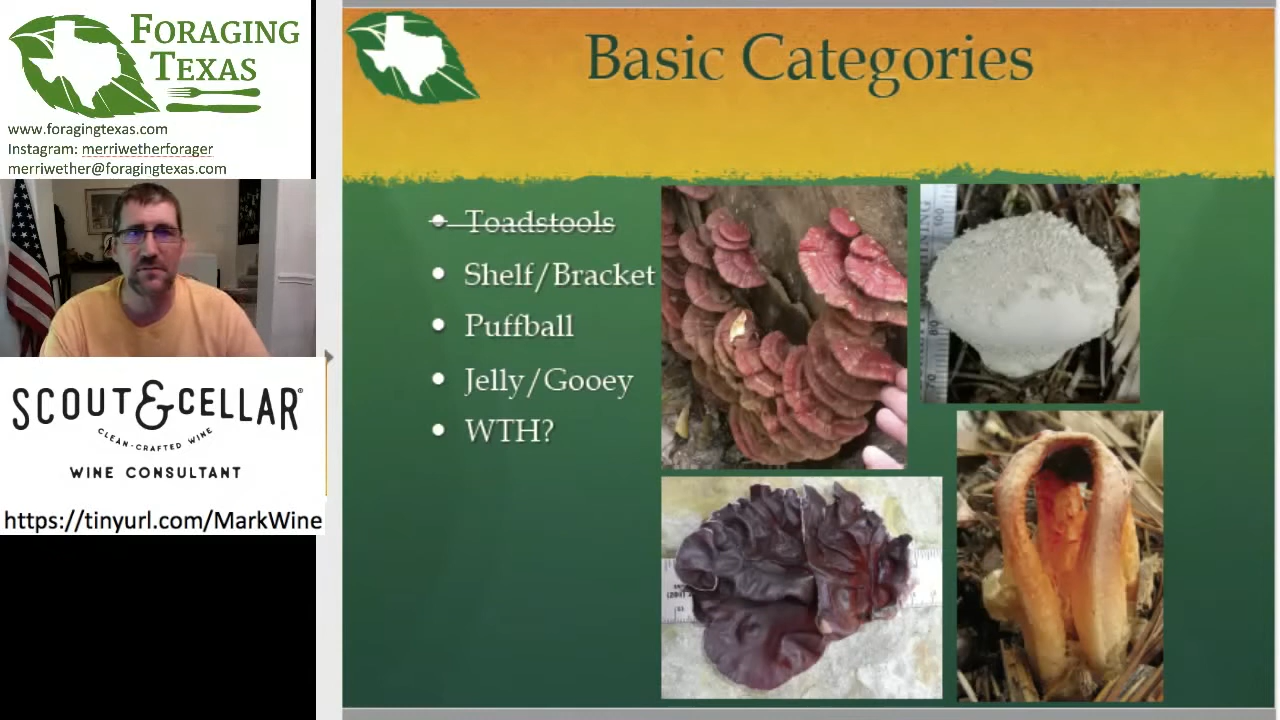 FORAGING
TEXAS
www.foragingtexas.com
Instagram: merriwetherforager
merriwether@foragingtexas.com
SCOUT & CELLAR®
CLEAN-CRAFTED WINE
WINE CONSULTANT
https://tinyurl.com/MarkWine
Basic Categories
• Toadstools
• Shelf/Bracket
• Puffball
• Jelly/Gooey
• WTH?